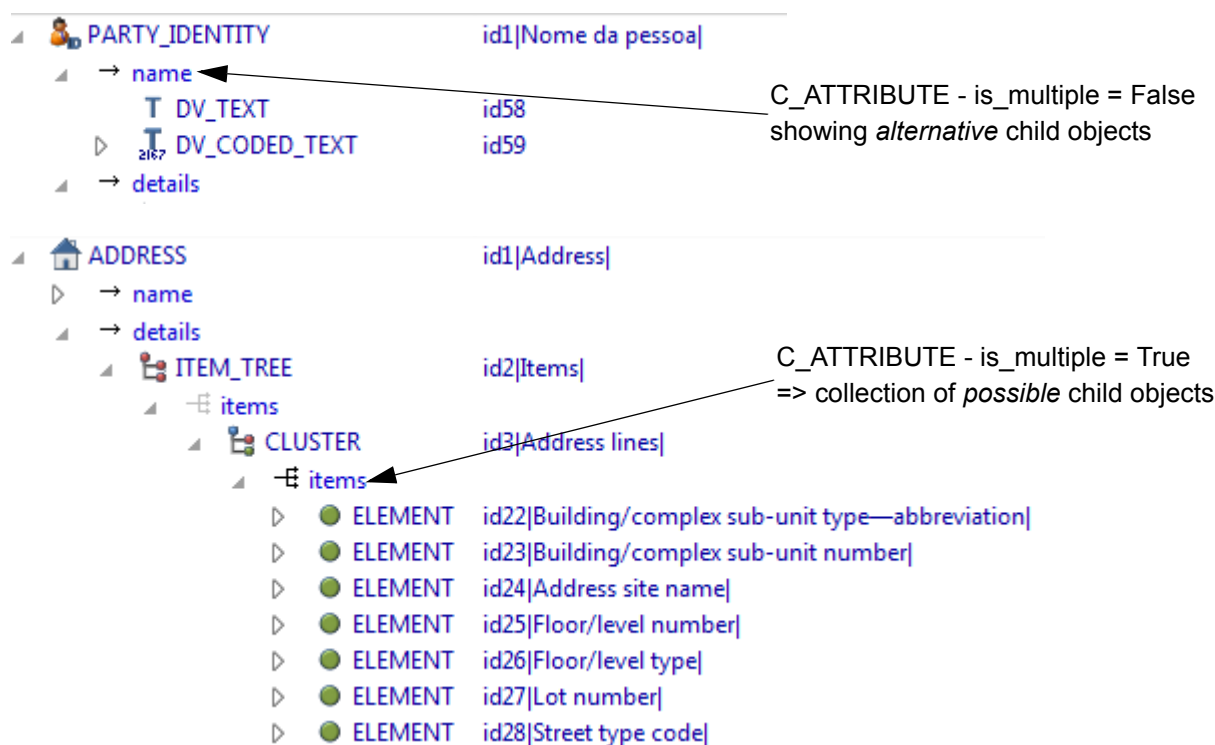 PARTY_IDENTITY id1|Nome da pessoa|
→ name
C_ATTRIBUTE - is_multiple = False
showing alternative child objects
T DV_TEXT id58
T 2167 DV_CODED_TEXT id59
→ details
ADDRESS id1|Address|
→ name
→ details
C_ATTRIBUTE - is_multiple = True
=> collection of possible child objects
ITEM_TREE id2|Items|
items
CLUSTER id3|Address lines|
items
ELEMENT id22|Building/complex sub-unit type—abbreviation|
ELEMENT id23|Building/complex sub-unit number|
ELEMENT id24|Address site name|
ELEMENT id25|Floor/level number|
ELEMENT id26|Floor/level type|
ELEMENT id27|Lot number|
ELEMENT id28|Street type code|